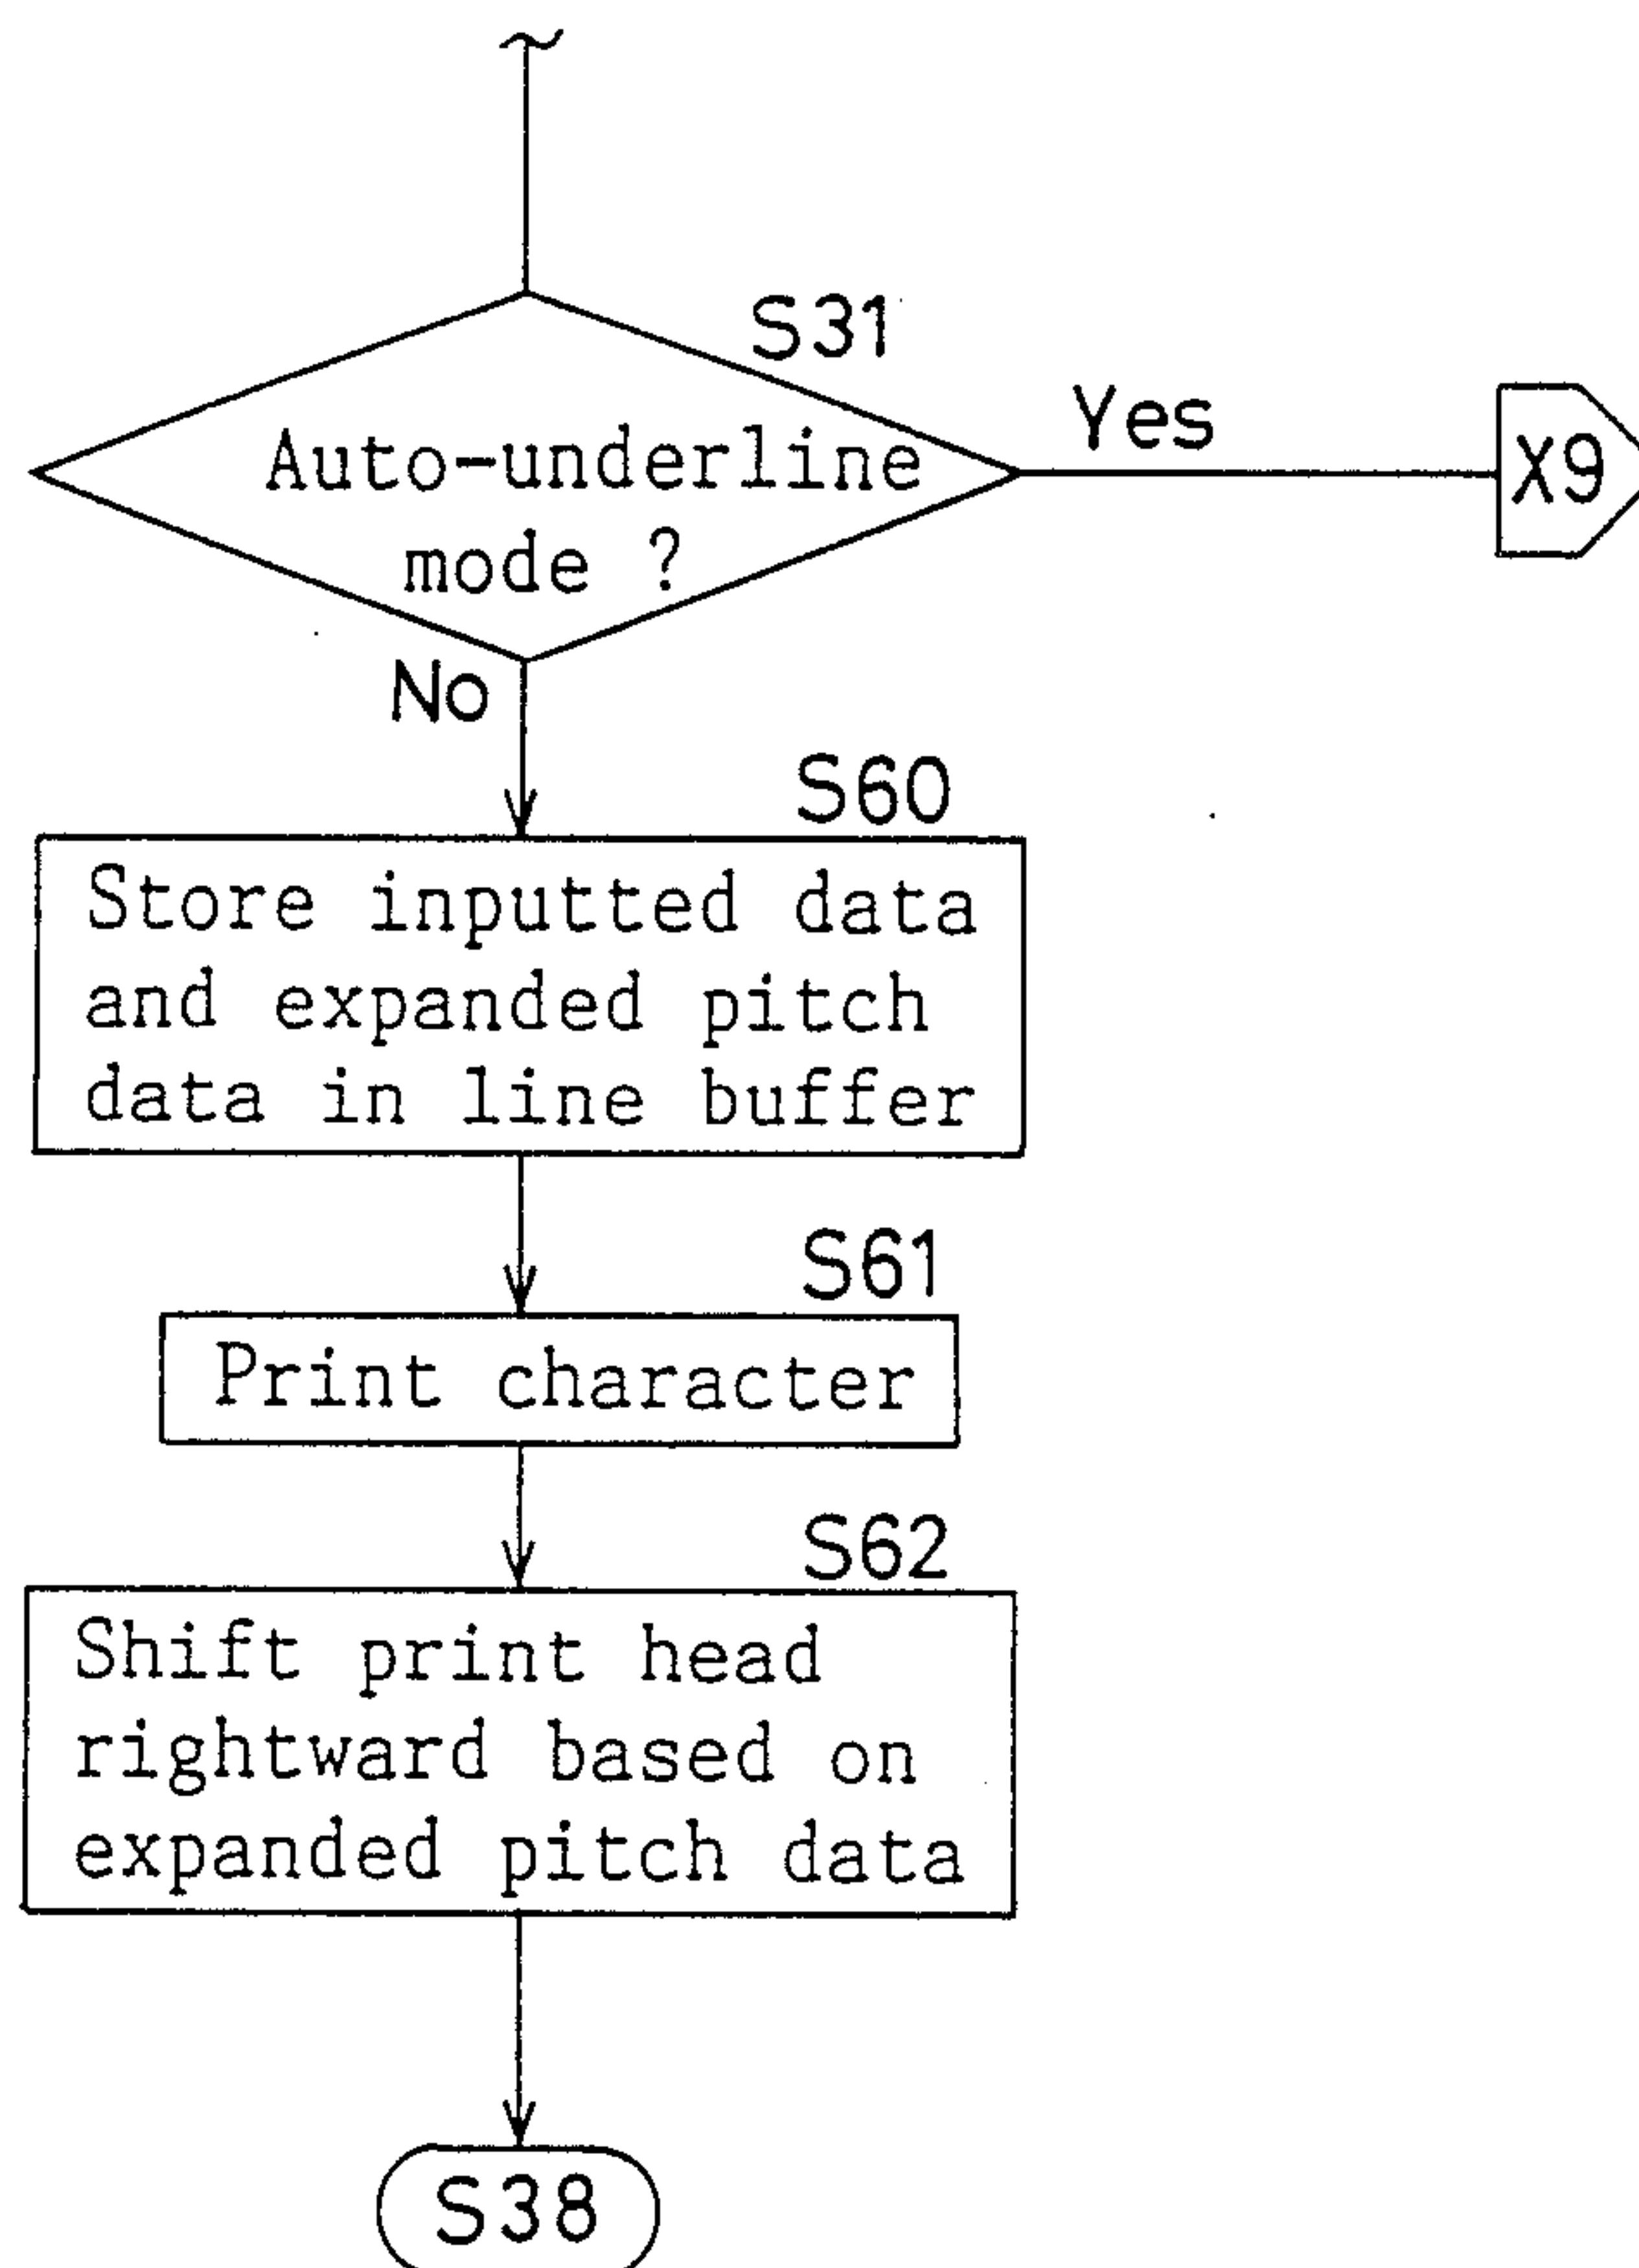 S31
Auto-underline
mode ?
Yes
X9
No
S60
Store inputted data
and expanded pitch
data in line buffer
S61
Print character
S62
Shift print head
rightward based on
expanded pitch data
S38